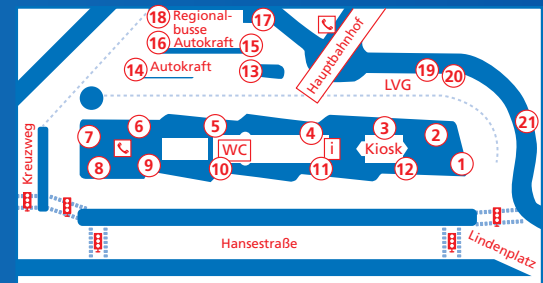 18 Regional-
busse
17
16 Autokraft 15
14 Autokraft 13
Hauptbahnhof
LVG
19 20
21
Kreuzweg
7 6 5 4 3 2
WC i Kiosk
8 9 10 11 12 1
Hansestraße
Lindenplatz